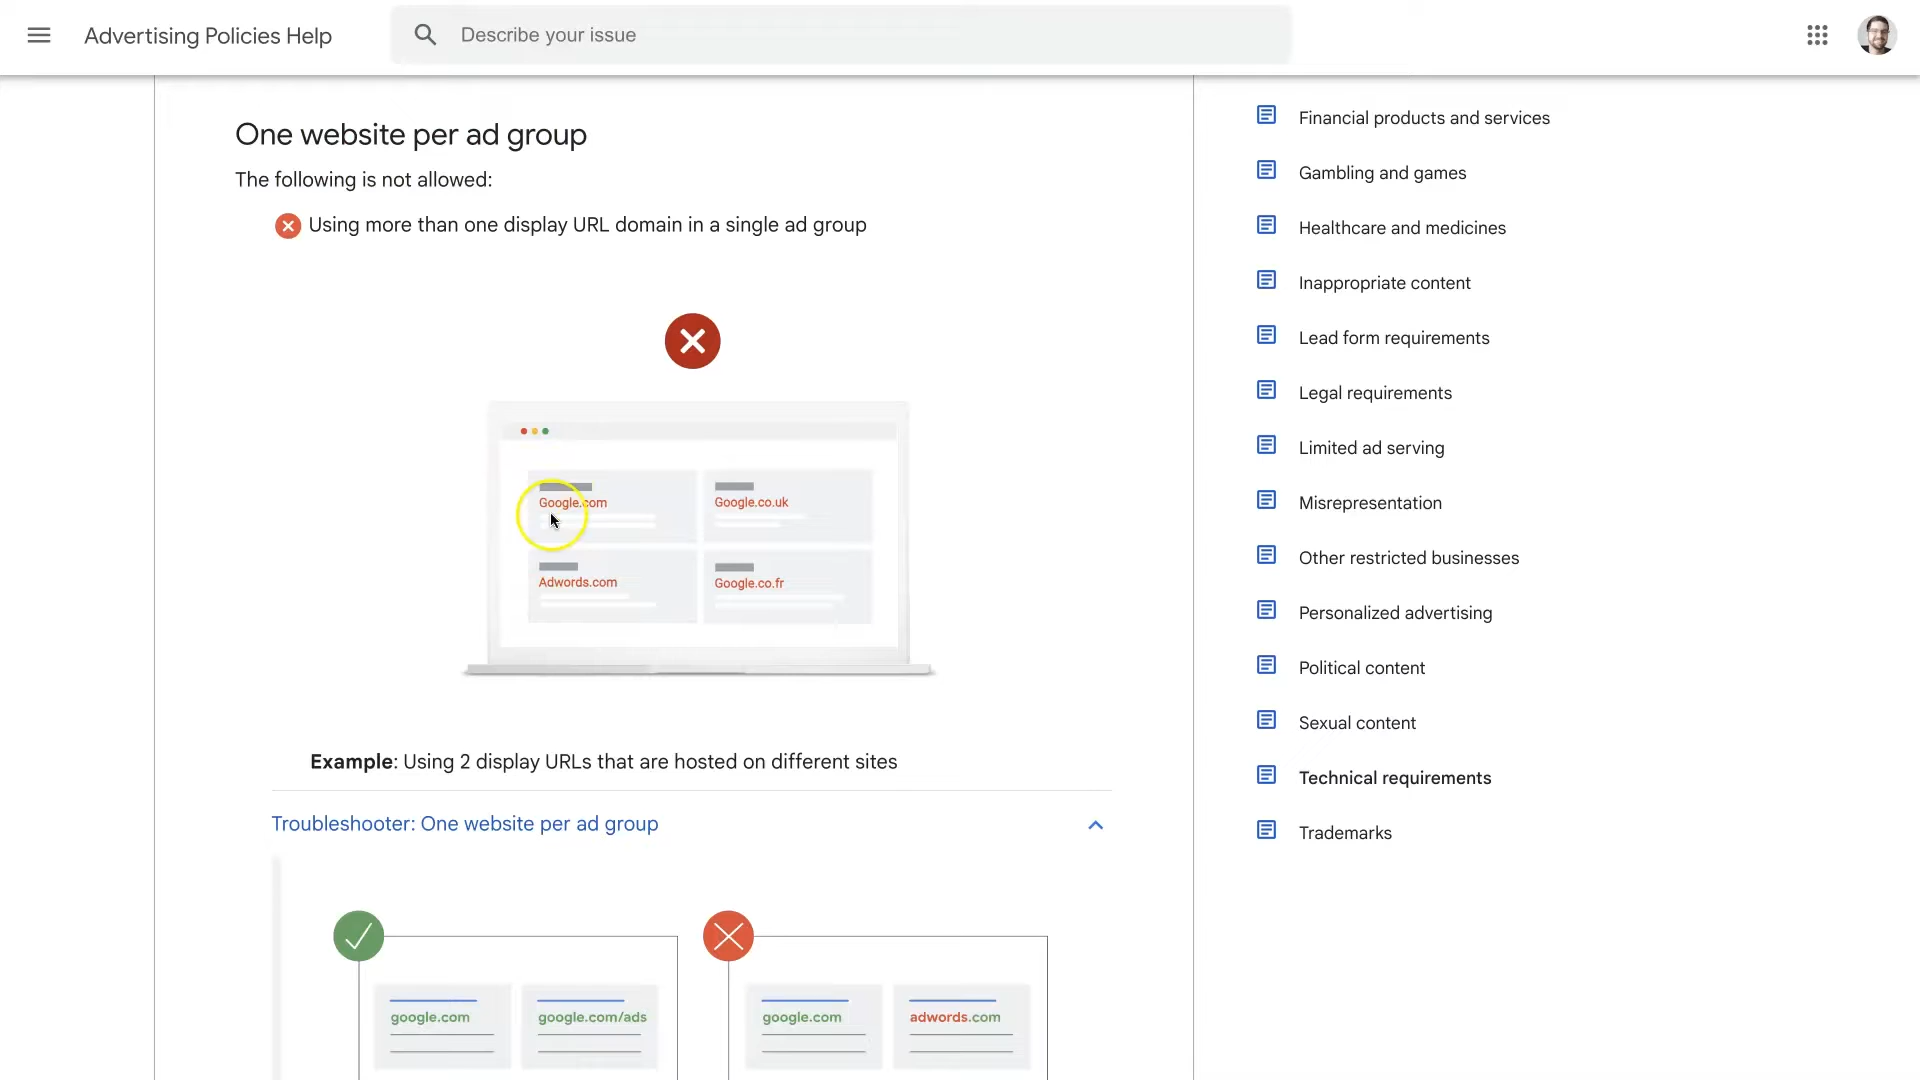 Advertising Policies Help
Describe your issue
One website per ad group
The following is not allowed:
Using more than one display URL domain in a single ad group
Google.com
Google.co.uk
Adwords.com
Google.co.fr
Example: Using 2 display URLs that are hosted on different sites
Troubleshooter: One website per ad group
google.com
google.com/ads
google.com
adwords.com
Financial products and services
Gambling and games
Healthcare and medicines
Inappropriate content
Lead form requirements
Legal requirements
Limited ad serving
Misrepresentation
Other restricted businesses
Personalized advertising
Political content
Sexual content
Technical requirements
Trademarks